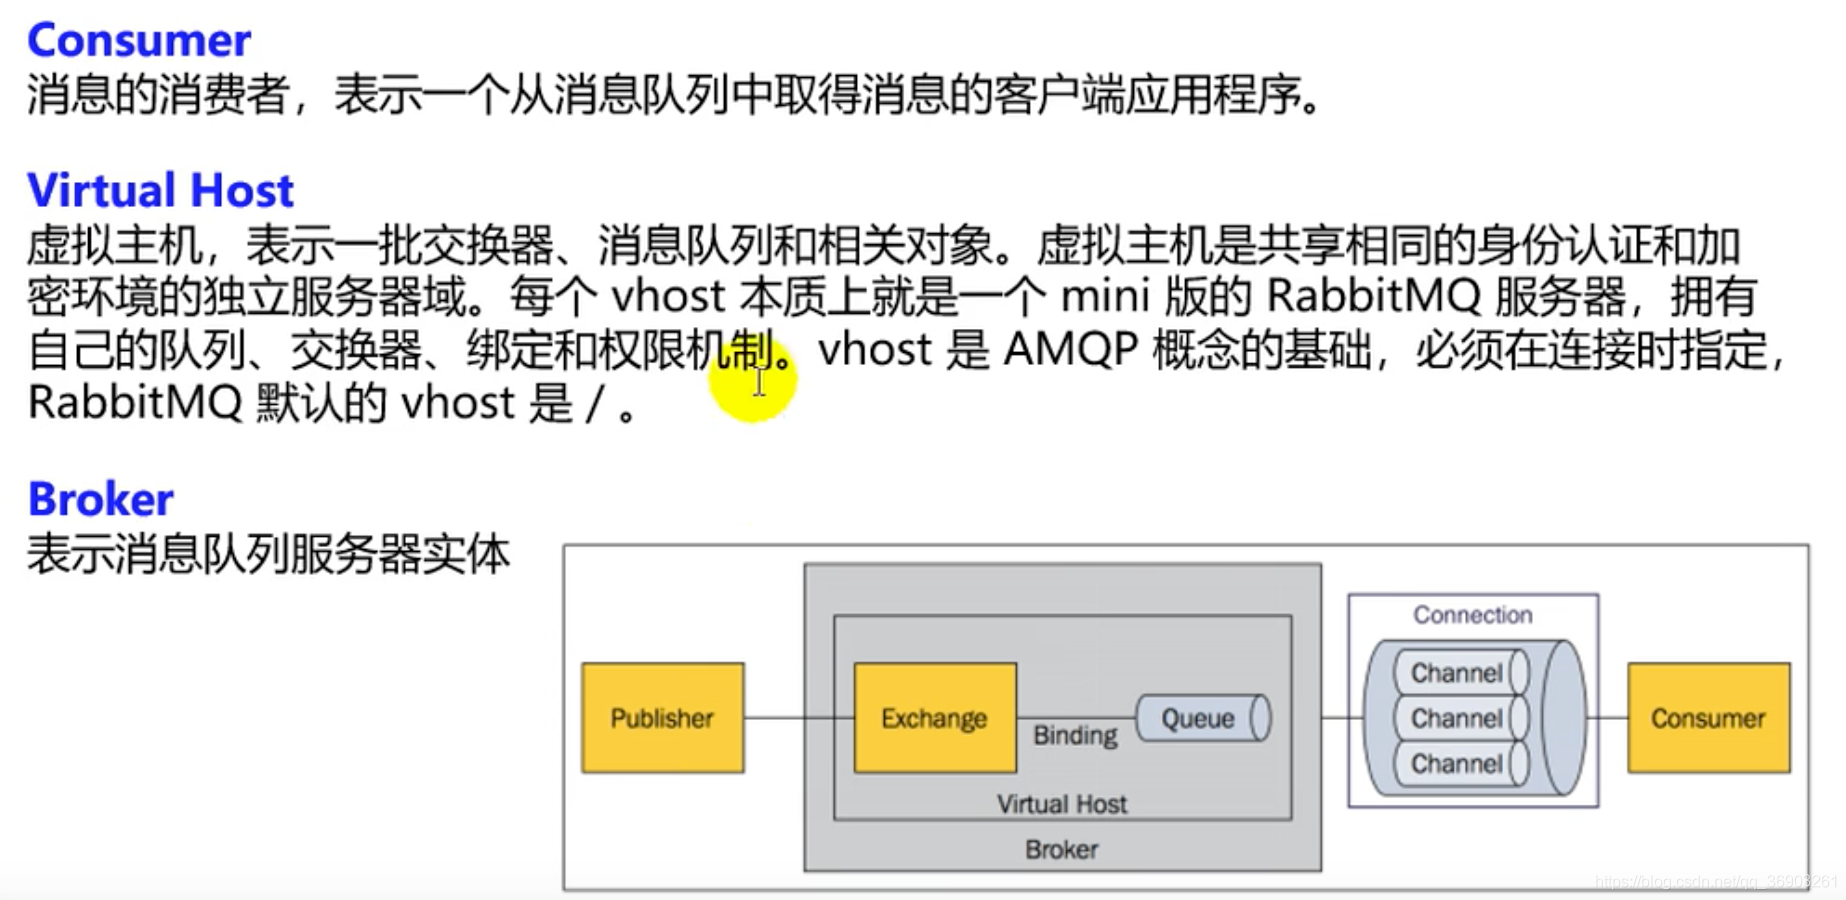 Consumer
消息的消费者，表示一个从消息队列中取得消息的客户端应用程序。
Virtual Host
虚拟主机，表示一批交换器、消息队列和相关对象。虚拟主机是共享相同的身份认证和加
密环境的独立服务器域。每个 vhost 本质上就是一个 mini 版的 RabbitMQ 服务器，拥有
自己的队列、交换器、绑定和权限机制。vhost 是 AMQP 概念的基础，必须在连接时指定，
RabbitMQ 默认的 vhost 是 / 。
Broker
表示消息队列服务器实体
Connection
Channel
Publisher
Exchange
Binding
Queue
Channel
Consumer
Channel
Virtual Host
Broker
https://blog.csdn.net/qq_36903261